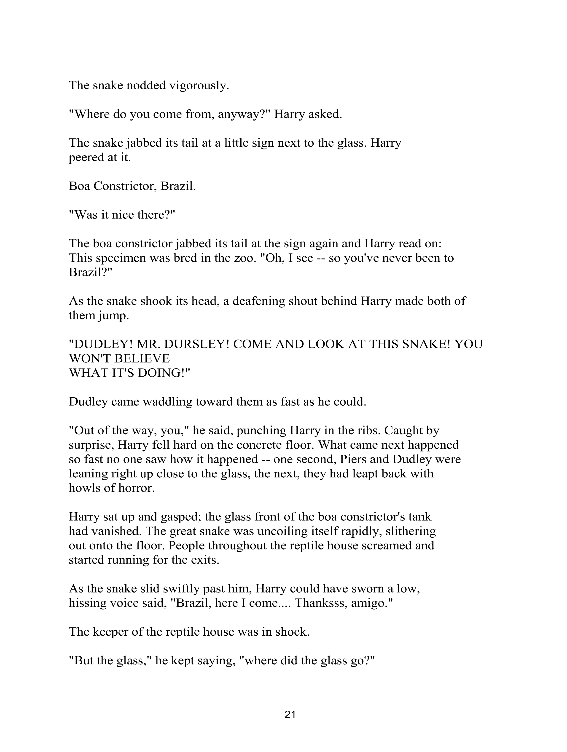 The snake nodded vigorously.
"Where do you come from, anyway?" Harry asked.
The snake jabbed its tail at a little sign next to the glass. Harry
peered at it.
Boa Constrictor, Brazil.
"Was it nice there?"
The boa constrictor jabbed its tail at the sign again and Harry read on:
This specimen was bred in the zoo. "Oh, I see -- so you've never been to
Brazil?"
As the snake shook its head, a deafening shout behind Harry made both of
them jump.
"DUDLEY! MR. DURSLEY! COME AND LOOK AT THIS SNAKE! YOU
WON'T BELIEVE
WHAT IT'S DOING!"
Dudley came waddling toward them as fast as he could.
"Out of the way, you," he said, punching Harry in the ribs. Caught by
surprise, Harry fell hard on the concrete floor. What came next happened
so fast no one saw how it happened -- one second, Piers and Dudley were
leaning right up close to the glass, the next, they had leapt back with
howls of horror.
Harry sat up and gasped; the glass front of the boa constrictor's tank
had vanished. The great snake was uncoiling itself rapidly, slithering
out onto the floor. People throughout the reptile house screamed and
started running for the exits.
As the snake slid swiftly past him, Harry could have sworn a low,
hissing voice said, "Brazil, here I come.... Thanksss, amigo."
The keeper of the reptile house was in shock.
"But the glass," he kept saying, "where did the glass go?"
21